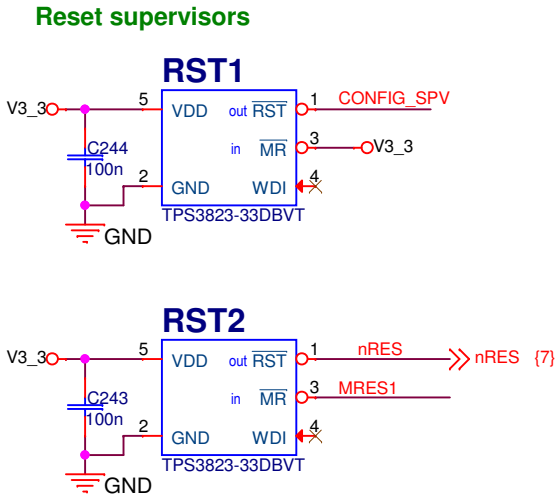 Reset supervisors
RST1
V3_3 5 VDD out RST 1 CONFIG_SPV
C244 in MR 3 V3_3
100n
2 GND WDI 4
TPS3823-33DBVT
GND
RST2
V3_3 5 VDD out RST 1 nRES nRES {7}
C243 in MR 3 MRES1
100n
2 GND WDI 4
TPS3823-33DBVT
GND